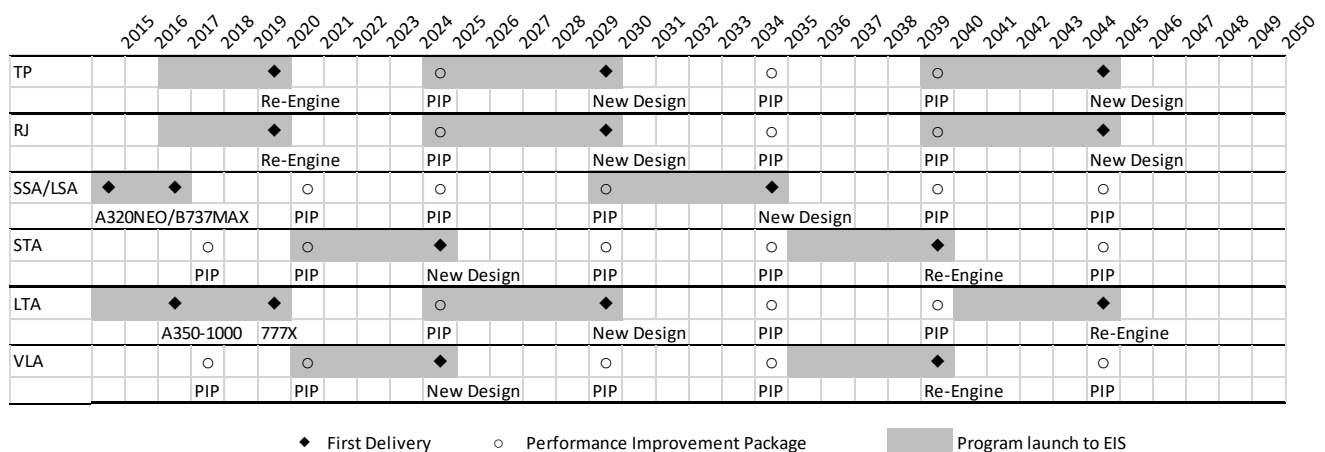 2015 2016 2017 2018 2019 2020 2021 2022 2023 2024 2025 2026 2027 2028 2029 2030 2031 2032 2033 2034 2035 2036 2037 2038 2039 2040 2041 2042 2043 2044 2045 2046 2047 2048 2049 2050
TP
Re-Engine PIP New Design PIP PIP New Design
RJ
Re-Engine PIP New Design PIP PIP New Design
SSA/LSA
A320NEO/B737MAX PIP PIP PIP New Design PIP PIP
STA
PIP PIP New Design PIP PIP Re-Engine PIP
LTA
A350-1000 777X PIP New Design PIP PIP Re-Engine
VLA
PIP PIP New Design PIP PIP Re-Engine PIP
First Delivery Performance Improvement Package Program launch to EIS